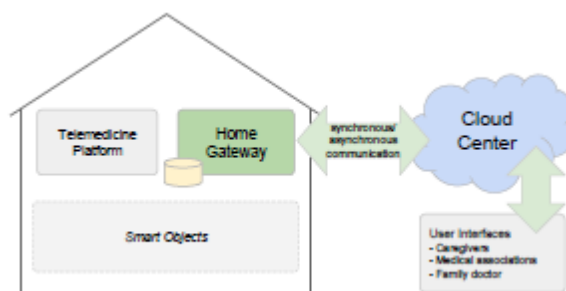 Telemedicine
Platform
Home
Gateway
synchronous/
asynchronous
communication
Cloud
Center
Smart Objects
User Interfaces
- Caregivers
- Medical associations
- Family doctor